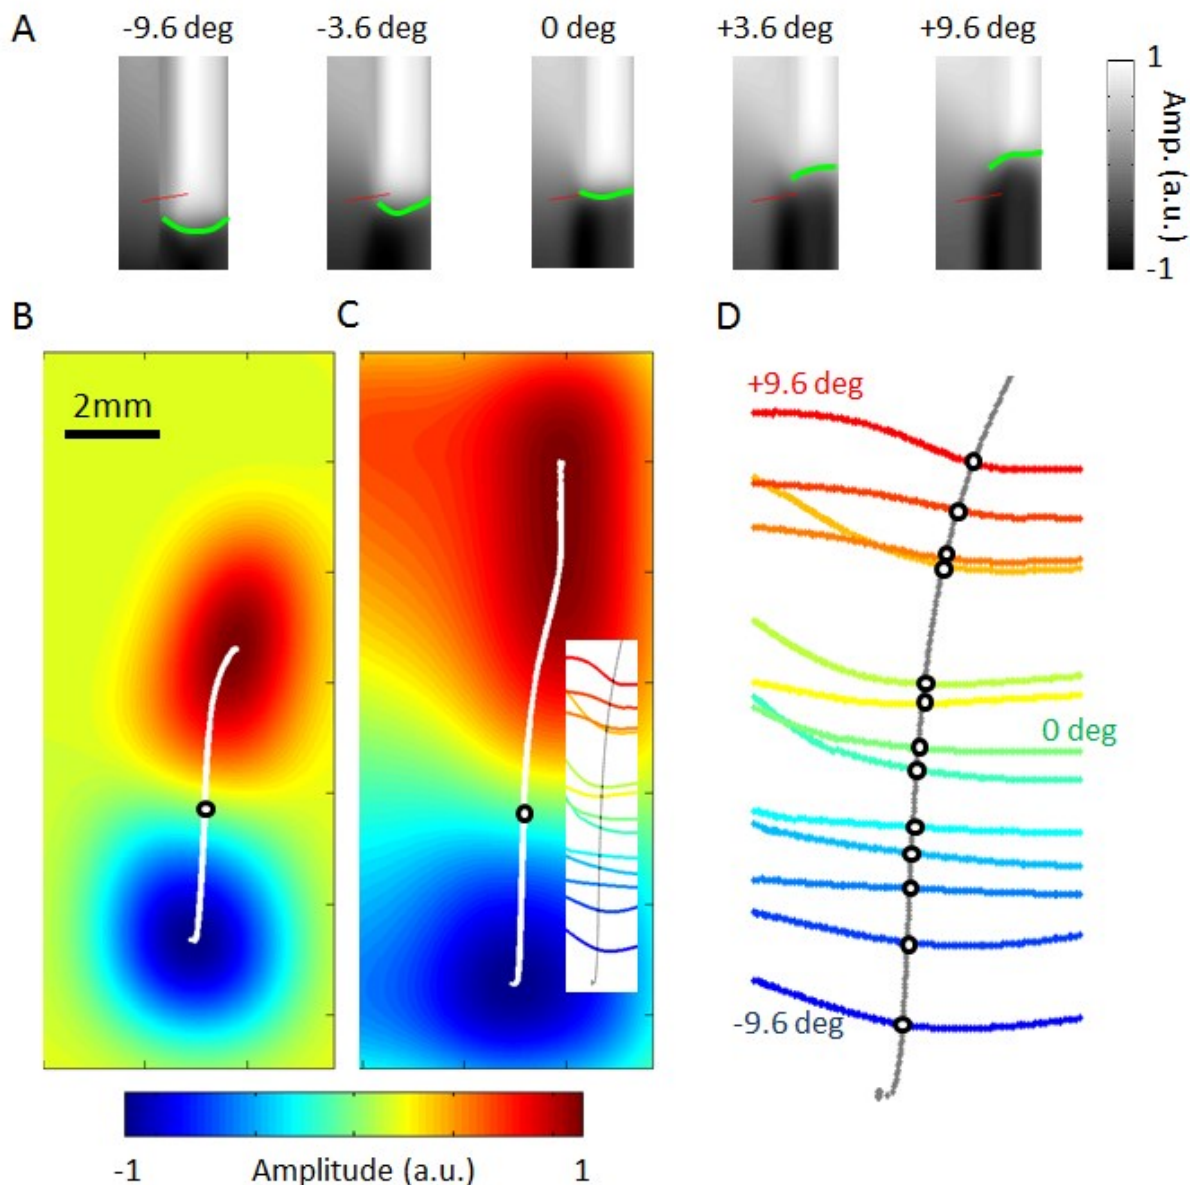 A
-9.6 deg
-3.6 deg
0 deg
+3.6 deg
+9.6 deg
1
Amp. (a.u.)
-1
B
C
D
2mm
+9.6 deg
0 deg
-9.6 deg
-1
Amplitude (a.u.)
1